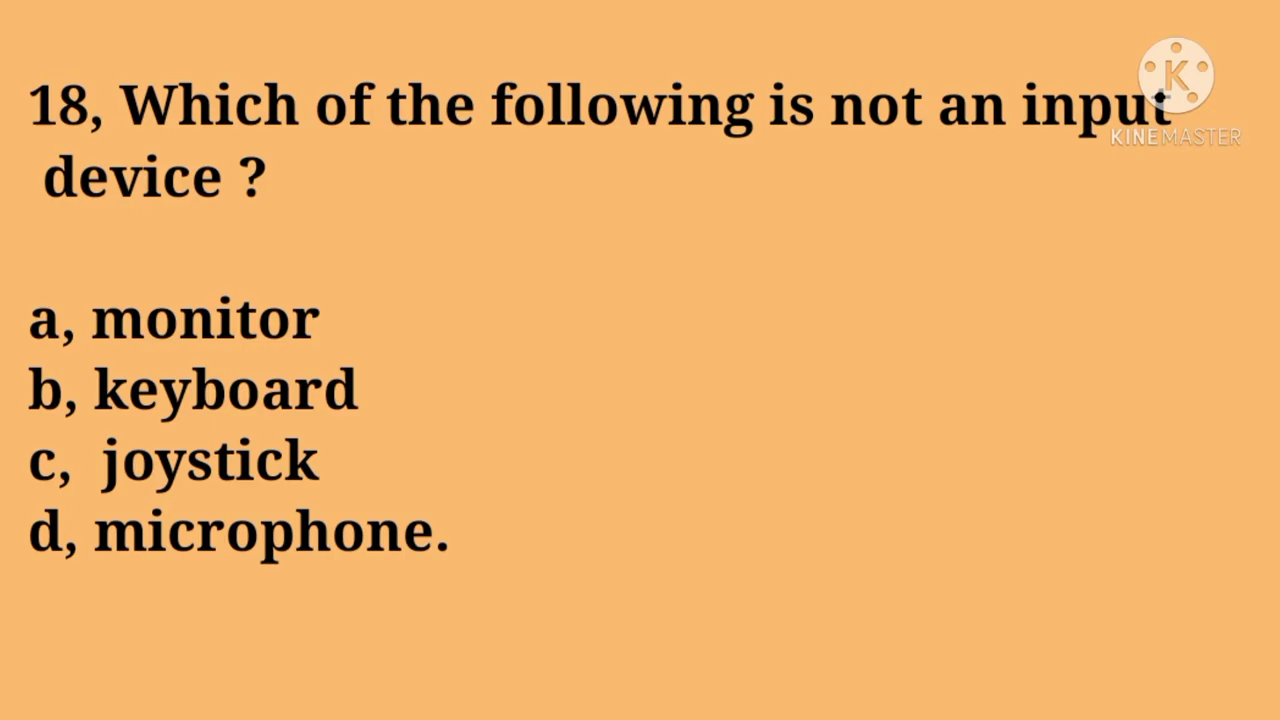 18, Which of the following is not an input
device ?
a, monitor
b, keyboard
c, joystick
d, microphone.
K
KINEMASTER